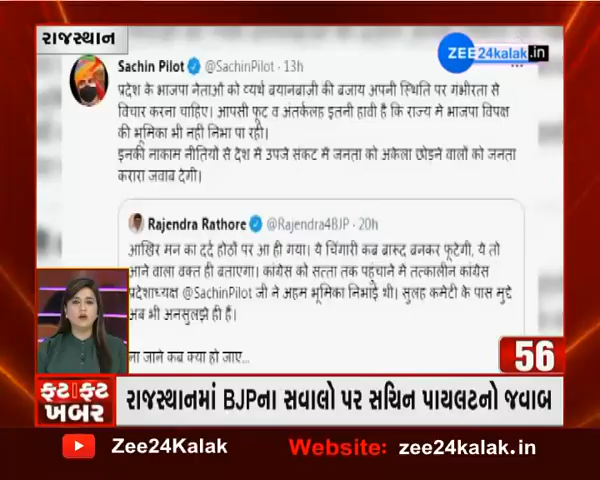 રાજસ્થાન
ZEE24kalak.in
Sachin Pilot @SachinPilot · 13h
प्रदेश के भाजपा नेताओं को व्यर्थ बयानबाजी की बजाय अपनी स्थिति पर गंभीरता से
विचार करना चाहिए। आपसी फूट व अंतर्कलह इतनी हावी है कि राज्य में भाजपा विपक्ष
की भूमिका भी नहीं निभा पा रही।
इनकी नाकाम नीतियों से देश में उपजे संकट में जनता को अकेला छोड़ने वालों को जनता
करारा जवाब देगी।
Rajendra Rathore @Rajendra4BJP · 20h
आखिर मन का दर्द होठों पर आ ही गया। ये चिंगारी कब बारूद बनकर फूटेगी, ये तो
आने वाला वक्त ही बताएगा। कांग्रेस को सत्ता तक पहुंचाने में तत्कालीन कांग्रेस
प्रदेशाध्यक्ष @SachinPilot जी ने अहम भूमिका निभाई थी। सुलह कमेटी के पास मुद्दे
अब भी अनसुलझे ही हैं।
ना जाने कब क्या हो जाए...
56
ફટાફટ
ખબર
રાજસ્થાનમાં BJPના સવાલો પર સચિન પાયલટનો જવાબ
Zee24Kalak
Website: zee24kalak.in